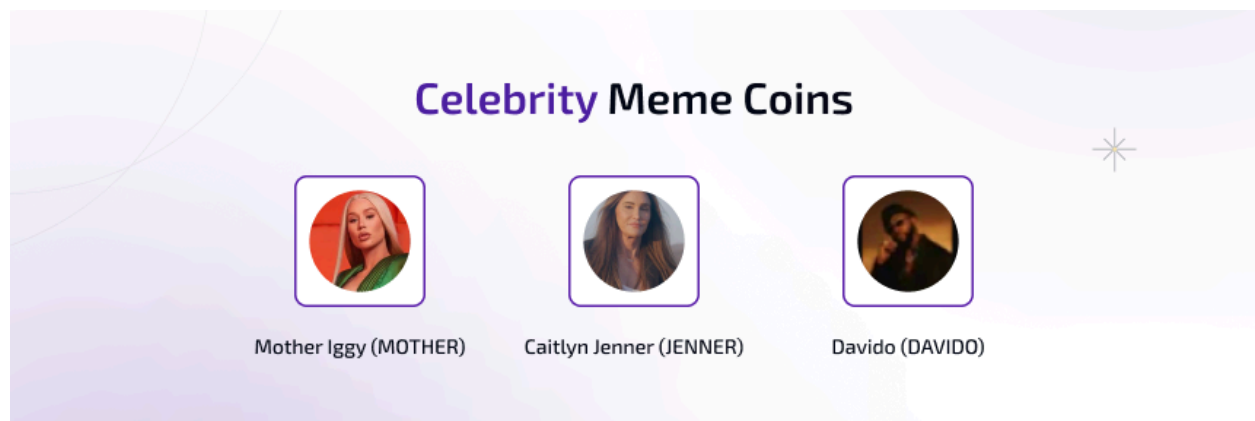 Celebrity Meme Coins
Mother Iggy (MOTHER)
Caitlyn Jenner (JENNER)
Davido (DAVIDO)